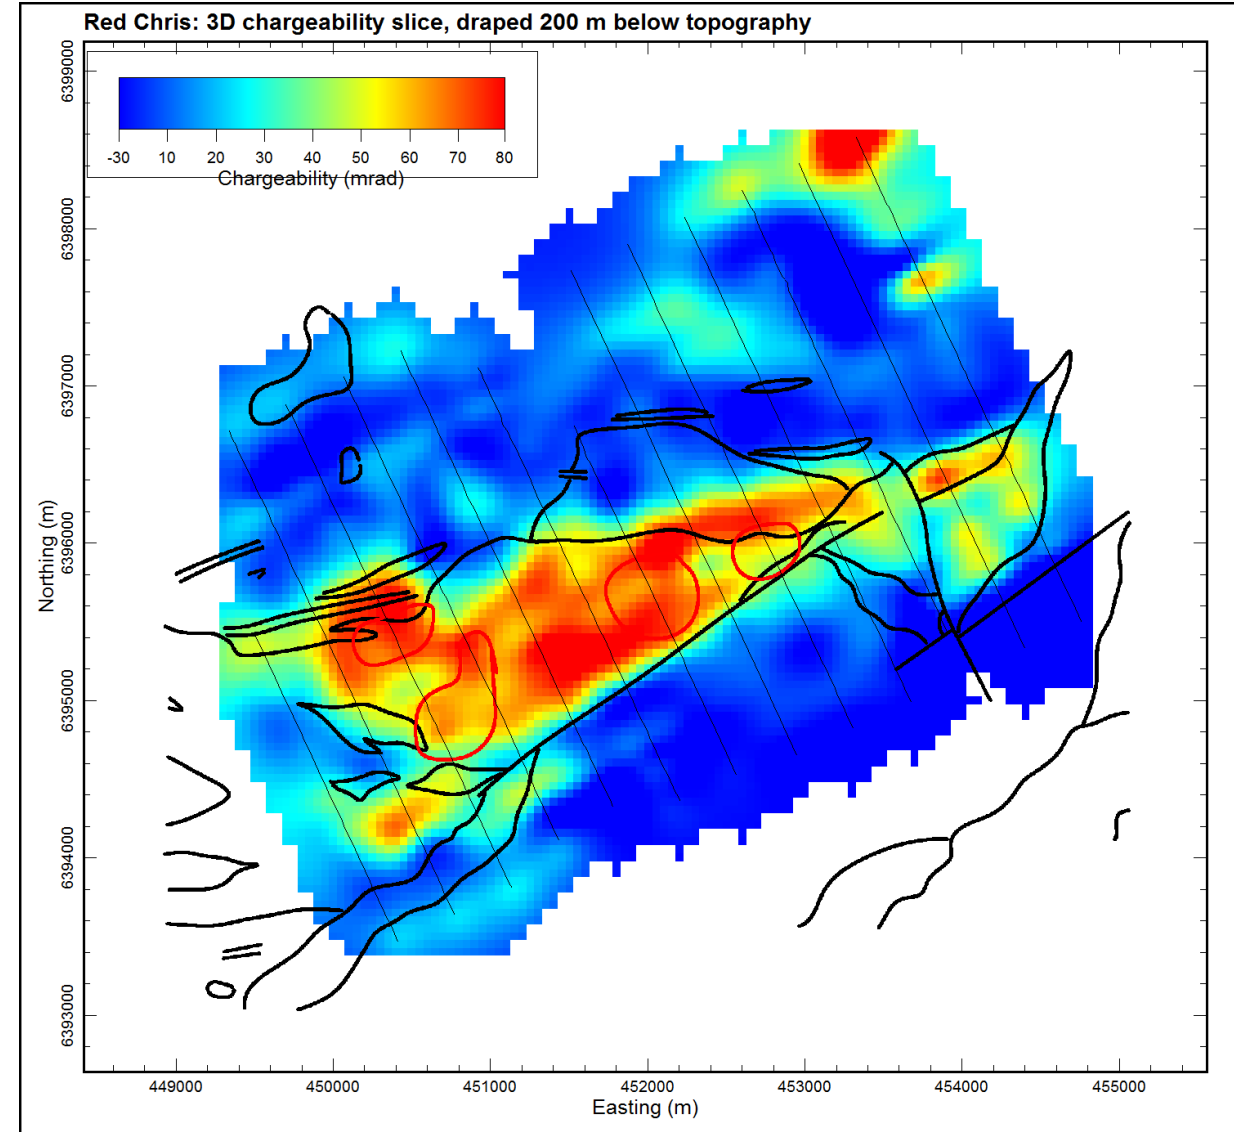 Red Chris: 3D chargeability slice, draped 200 m below topography
-30 10 20 30 40 50 60 70 80
Chargeability (mrad)
6399000
6398000
6397000
6396000
6395000
6394000
6393000
Northing (m)
449000 450000 451000 452000 453000 454000 455000
Easting (m)